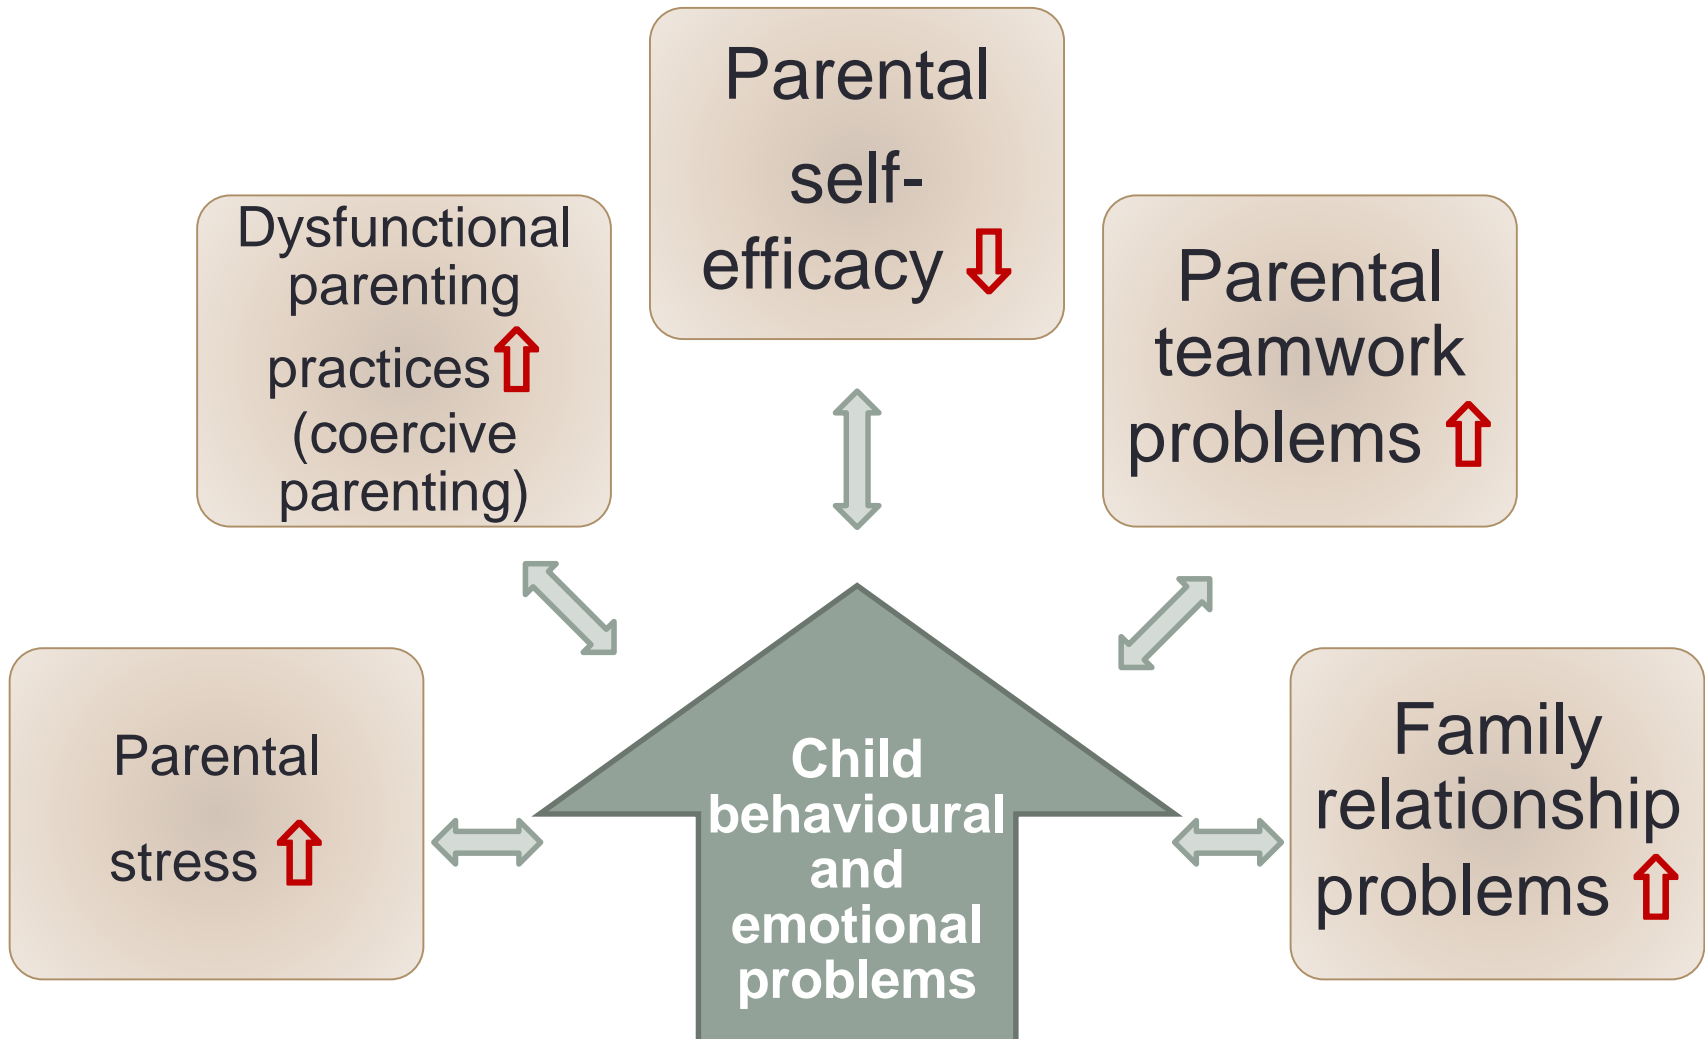 Parental
self-
efficacy
Dysfunctional
parenting
practices
(coercive
parenting)
Parental
teamwork
problems
Parental
stress
Child
behavioural
and
emotional
problems
Family
relationship
problems